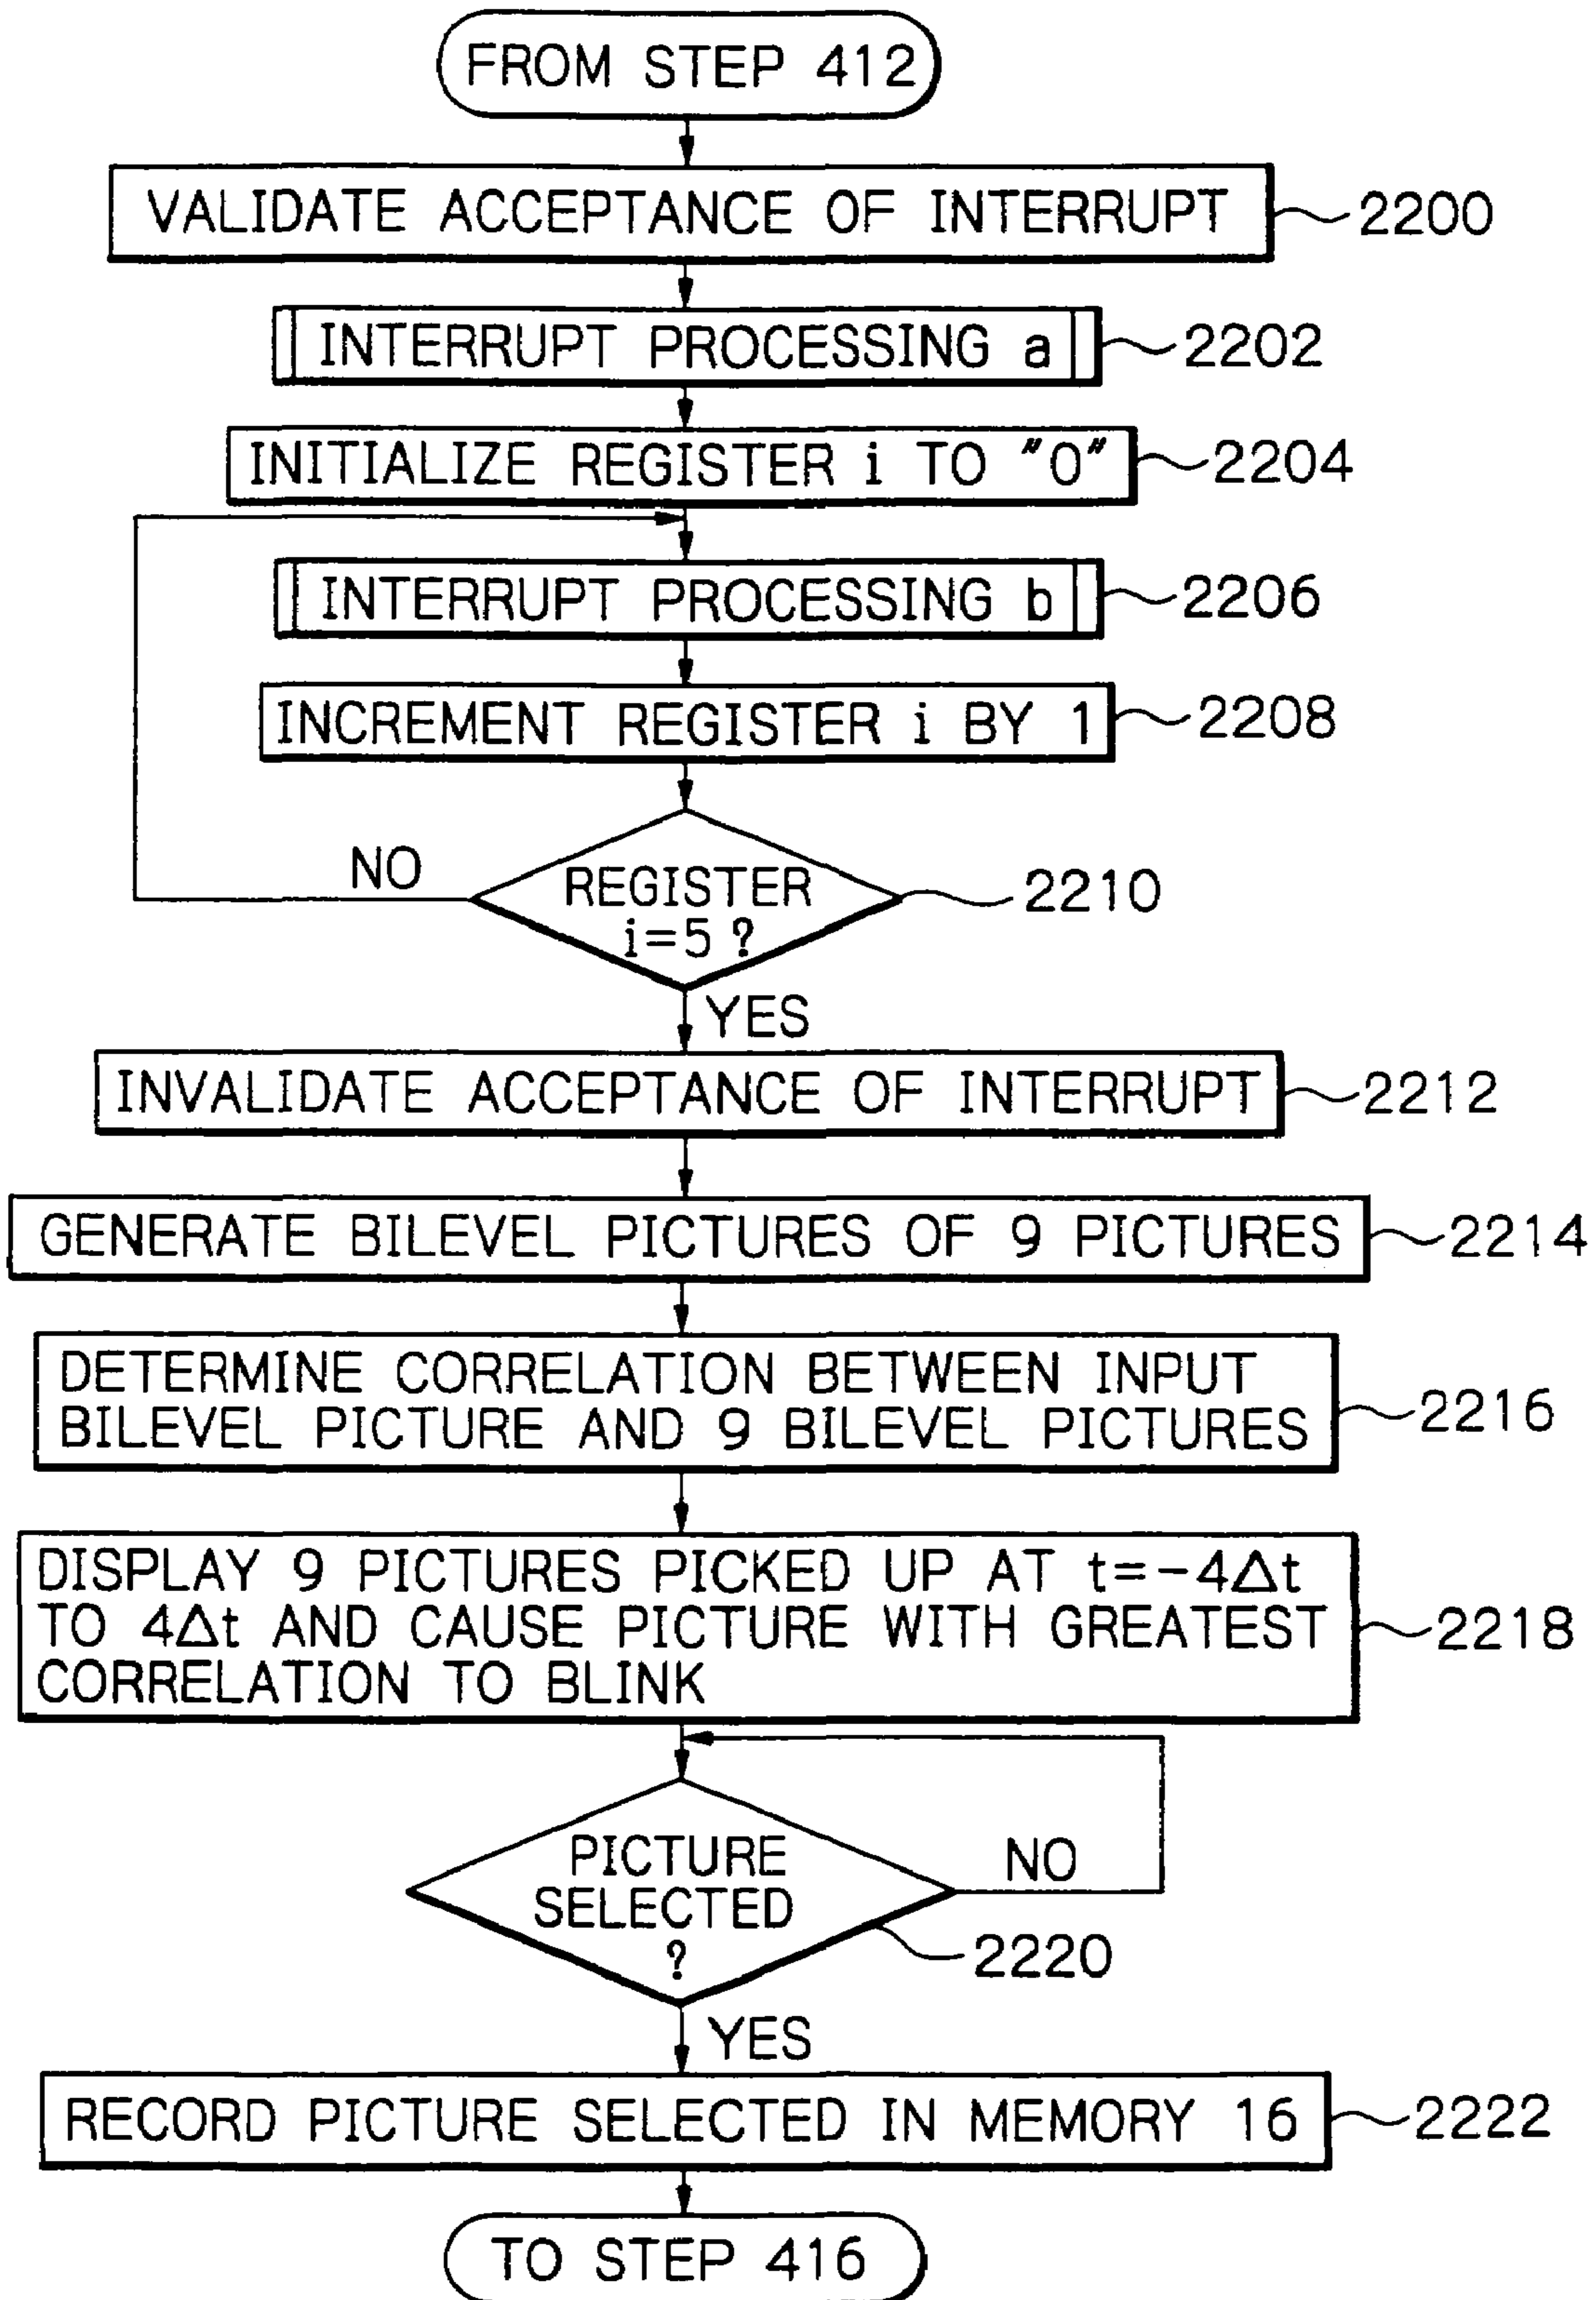 FROM STEP 412
VALIDATE ACCEPTANCE OF INTERRUPT
2200
INTERRUPT PROCESSING a
2202
INITIALIZE REGISTER i TO "0"
2204
INTERRUPT PROCESSING b
2206
INCREMENT REGISTER i BY 1
2208
NO
REGISTER
i=5 ?
2210
YES
INVALIDATE ACCEPTANCE OF INTERRUPT
2212
GENERATE BILEVEL PICTURES OF 9 PICTURES
2214
DETERMINE CORRELATION BETWEEN INPUT
BILEVEL PICTURE AND 9 BILEVEL PICTURES
2216
DISPLAY 9 PICTURES PICKED UP AT t=-4Δt
TO 4Δt AND CAUSE PICTURE WITH GREATEST
CORRELATION TO BLINK
2218
PICTURE
SELECTED
?
NO
2220
YES
RECORD PICTURE SELECTED IN MEMORY 16
2222
TO STEP 416